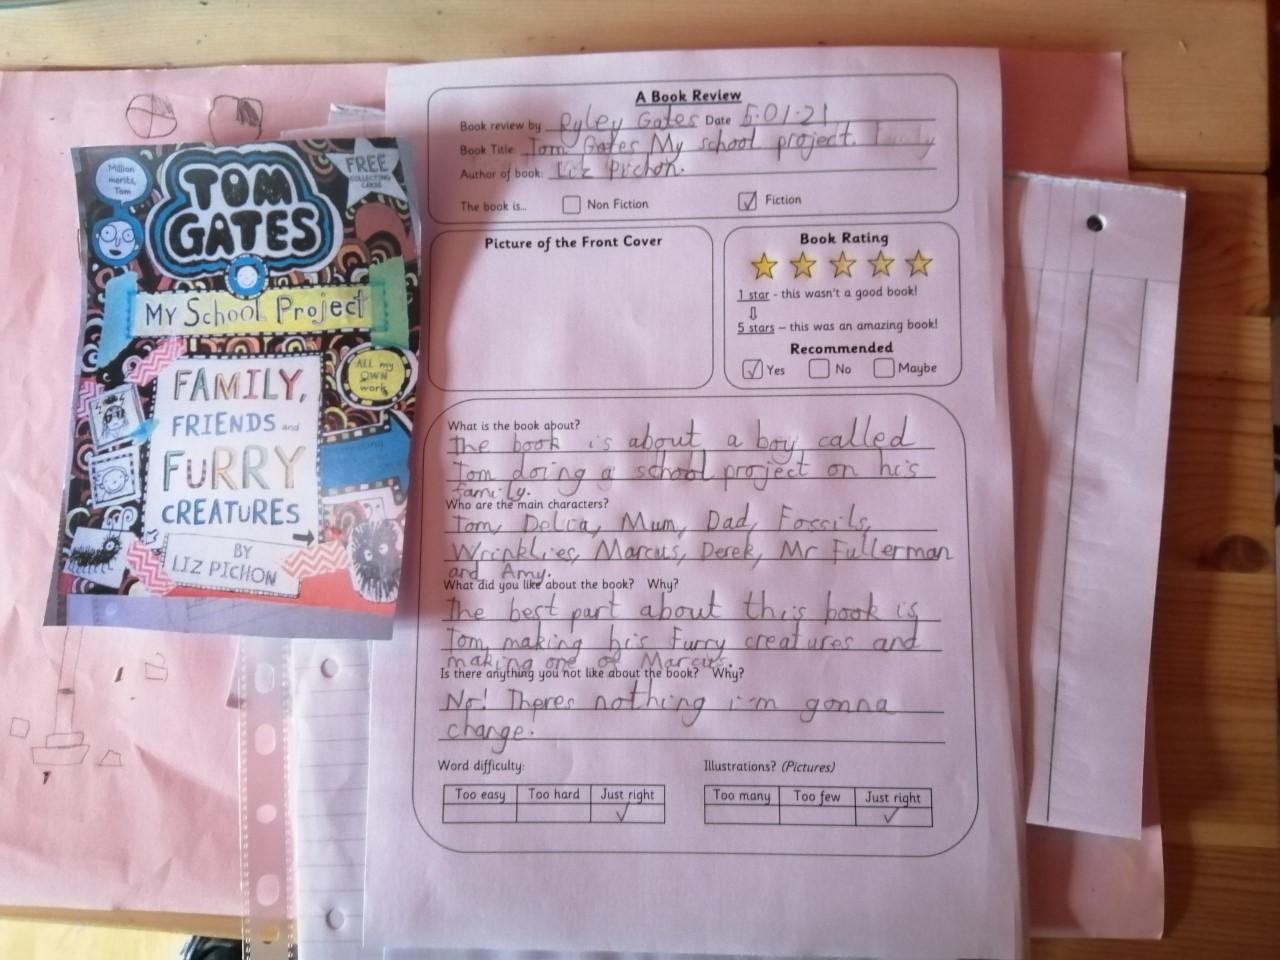 Million
merits,
Tom
FREE
COLLECTING
CARDS
TOM
GATES
MY SCHOOL PROJECT
ALL my
OWN
work
FAMILY,
FRIENDS and
FURRY
CREATURES
BY
LIZ PICHON
A Book Review
Book review by Ryley Gates Date 5.01.21
Book Title: Tom Gates My school project.
Author of book: Liz Pichon.
The book is... Non Fiction ✓ Fiction
Picture of the Front Cover
Book Rating
1 star - this wasn't a good book!
5 stars – this was an amazing book!
Recommended
✓ Yes No Maybe
What is the book about?
The book is about a boy called
Tom doing a school project on his
family.
Who are the main characters?
Tom, Delia, Mum, Dad, Fossils,
Wrinklies, Marcus, Derek, Mr Fullerman
and Amy.
What did you like about the book? Why?
The best part about this book is
Tom making his Furry creatures and
making one of Marcus.
Is there anything you not like about the book? Why?
No! Theres nothing i'm gonna
change.
Word difficulty:
Too easy Too hard Just right
✓
Illustrations? (Pictures)
Too many Too few Just right
✓